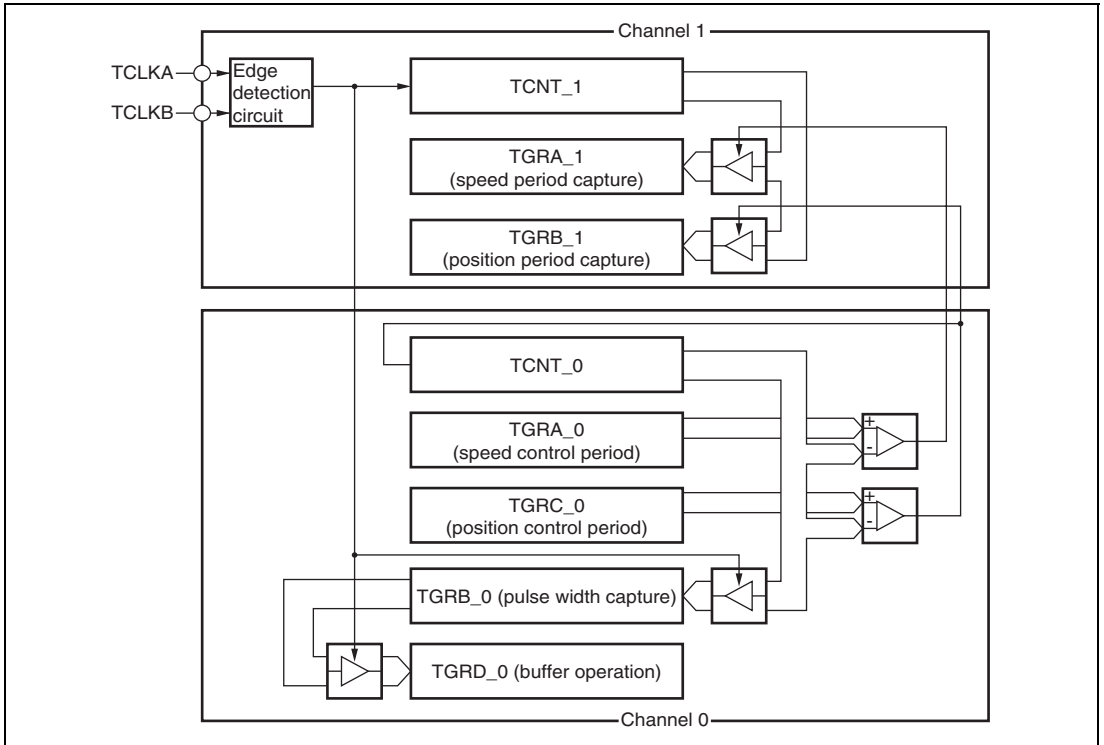 Channel 1
TCLKA
TCLKB
Edge
detection
circuit
TCNT_1
TGRA_1
(speed period capture)
TGRB_1
(position period capture)
TCNT_0
TGRA_0
(speed control period)
+
-
TGRC_0
(position control period)
+
-
TGRB_0 (pulse width capture)
TGRD_0 (buffer operation)
Channel 0